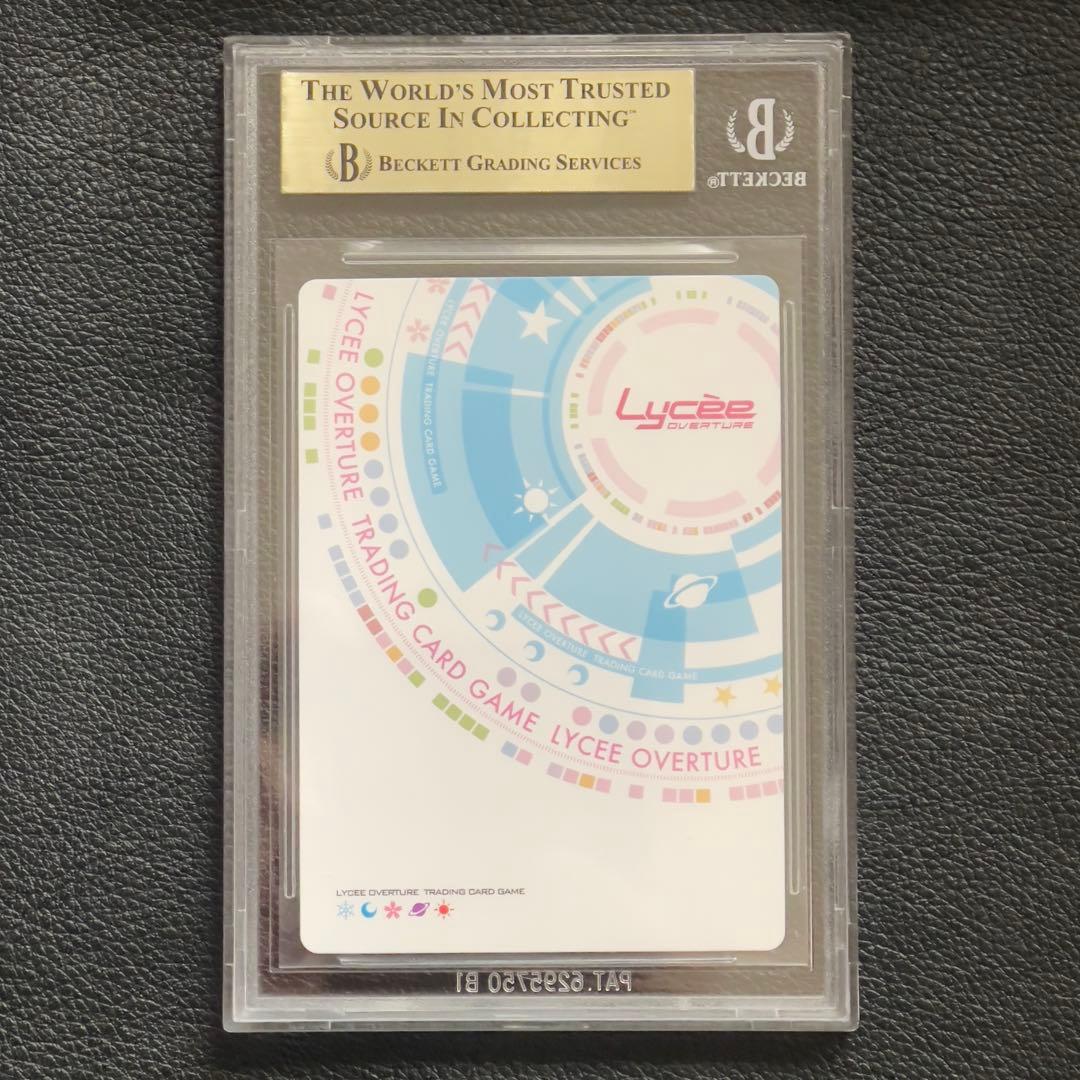 THE WORLD'S MOST TRUSTED
SOURCE IN COLLECTING™
B BECKETT GRADING SERVICES
B
BECKETT®
Lycèe
OVERTURE
LYCEE OVERTURE TRADING CARD GAME LYCEE OVERTURE
LYCEE OVERTURE TRADING CARD GAME
LYCEE OVERTURE TRADING CARD GAME
LYCEE OVERTURE TRADING CARD GAME
PAT. 6295750 B1